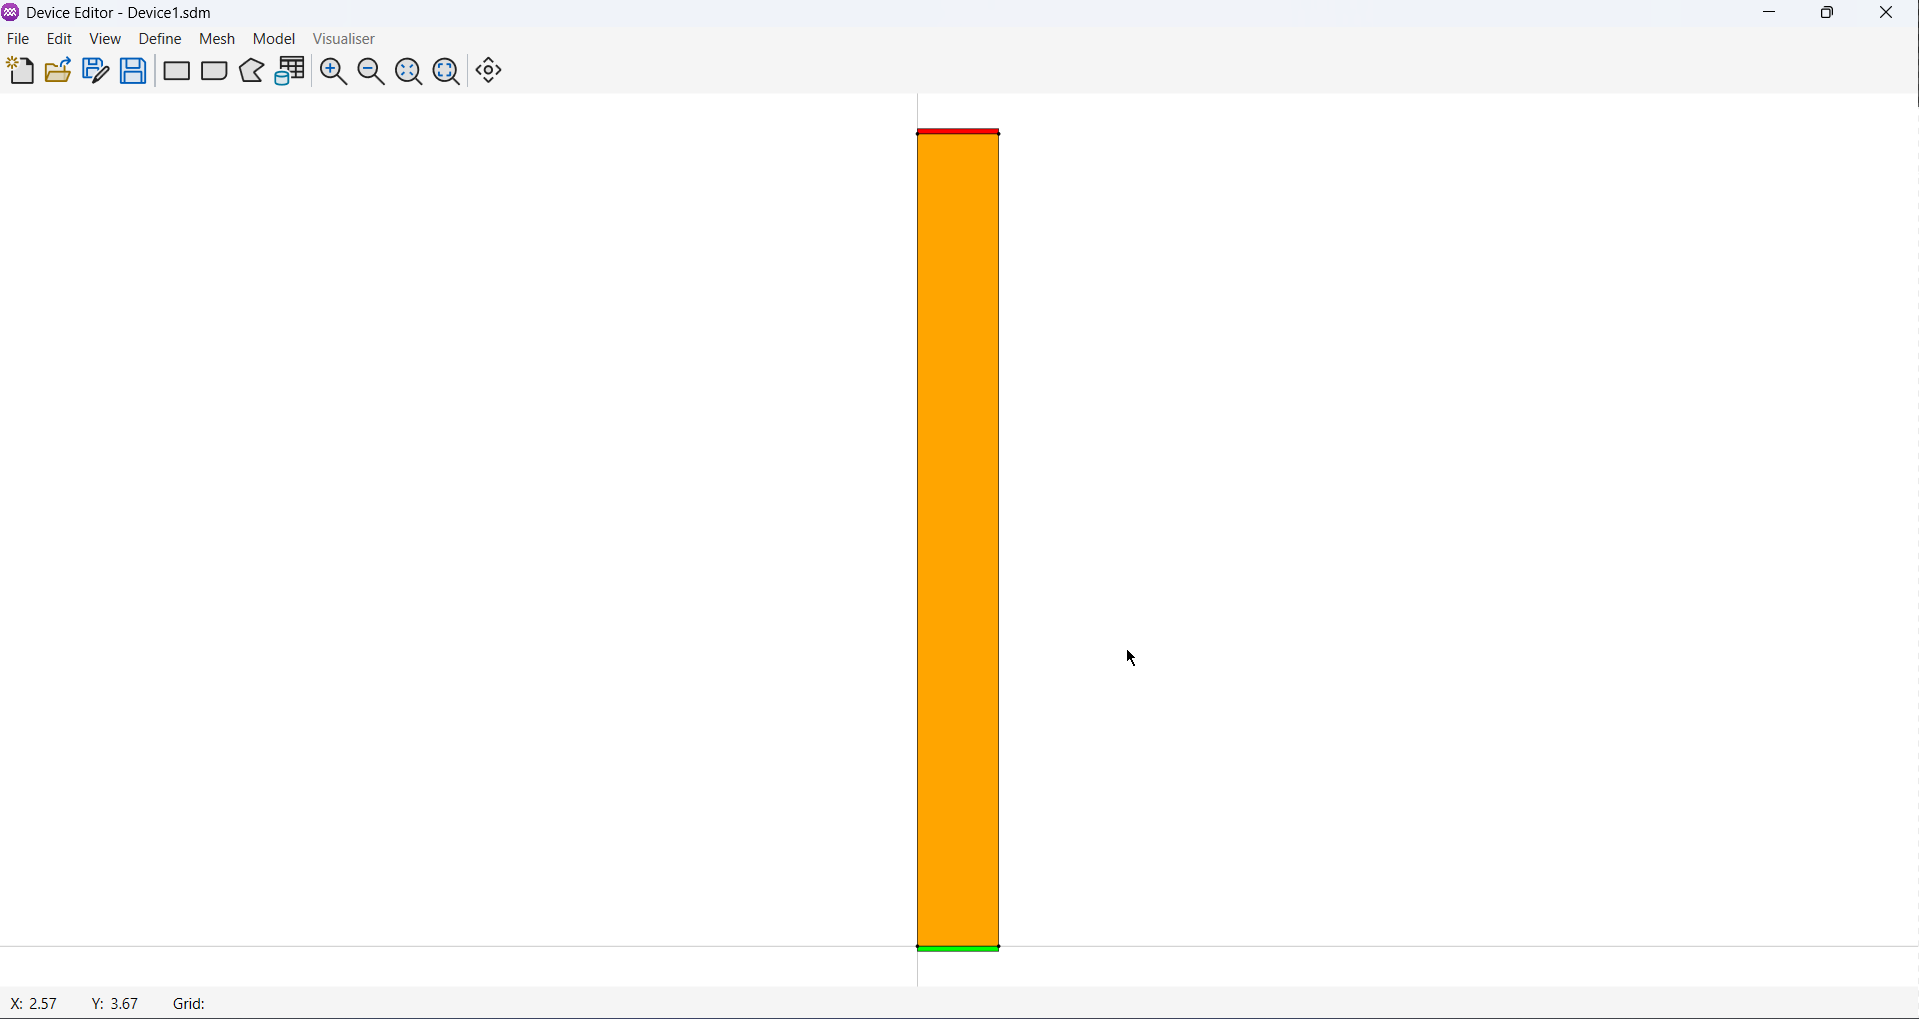 Device Editor - Device1.sdm
File Edit View Define Mesh Model Visualiser
X: 2.57 Y: 3.67 Grid: